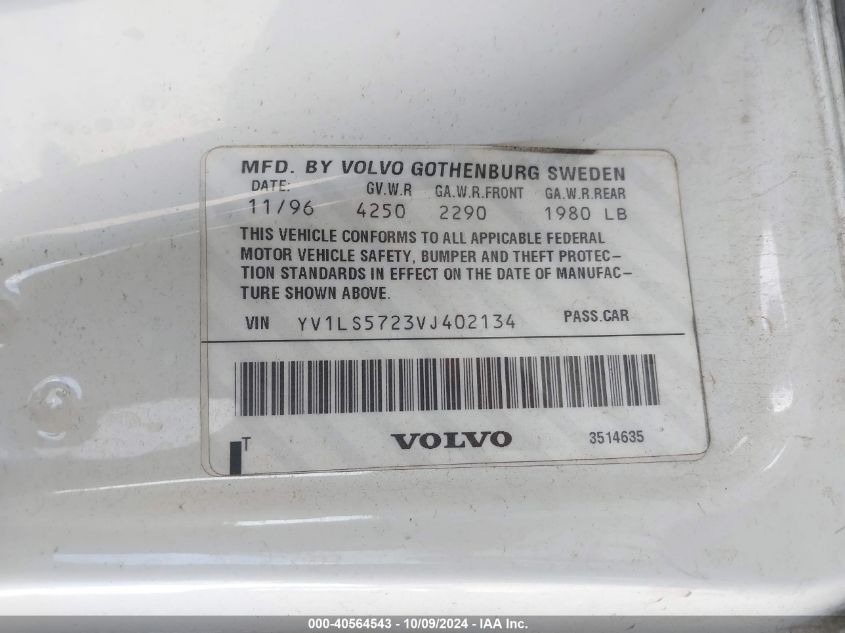 MFD. BY VOLVO GOTHENBURG SWEDEN
DATE: GV.W.R GA.W.R.FRONT GA.W.R.REAR
11/96 4250 2290 1980 LB
THIS VEHICLE CONFORMS TO ALL APPICABLE FEDERAL
MOTOR VEHICLE SAFETY, BUMPER AND THEFT PROTEC-
TION STANDARDS IN EFFECT ON THE DATE OF MANUFAC-
TURE SHOWN ABOVE.
VIN YV1LS5723VJ402134 PASS.CAR
T VOLVO 3514635
000-40564543 - 10/09/2024 - IAA Inc.